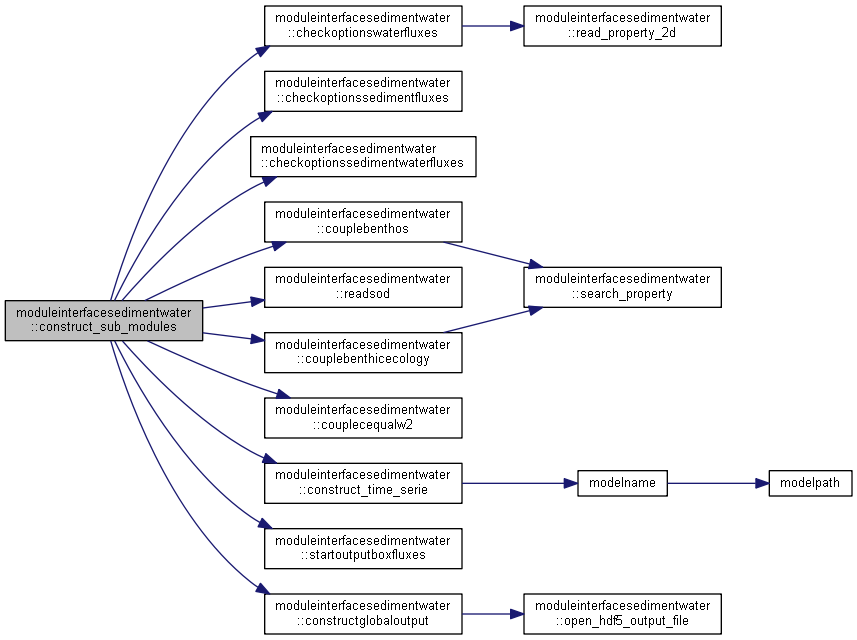 moduleinterfacesedimentwater
::construct_sub_modules
moduleinterfacesedimentwater
::checkoptionswaterfluxes
moduleinterfacesedimentwater
::read_property_2d
moduleinterfacesedimentwater
::checkoptionssedimentfluxes
moduleinterfacesedimentwater
::checkoptionssedimentwaterfluxes
moduleinterfacesedimentwater
::couplebenthos
moduleinterfacesedimentwater
::search_property
moduleinterfacesedimentwater
::readsod
moduleinterfacesedimentwater
::couplebenthicecology
moduleinterfacesedimentwater
::couplecequalw2
moduleinterfacesedimentwater
::construct_time_serie
modelname
modelpath
moduleinterfacesedimentwater
::startoutputboxfluxes
moduleinterfacesedimentwater
::constructglobaloutput
moduleinterfacesedimentwater
::open_hdf5_output_file